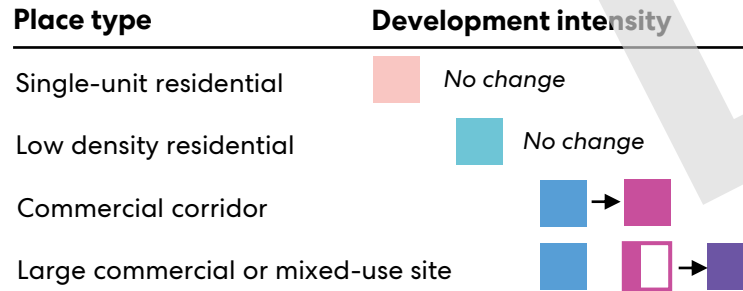 Place type Development intensity
Single-unit residential No change
Low density residential No change
Commercial corridor
Large commercial or mixed-use site